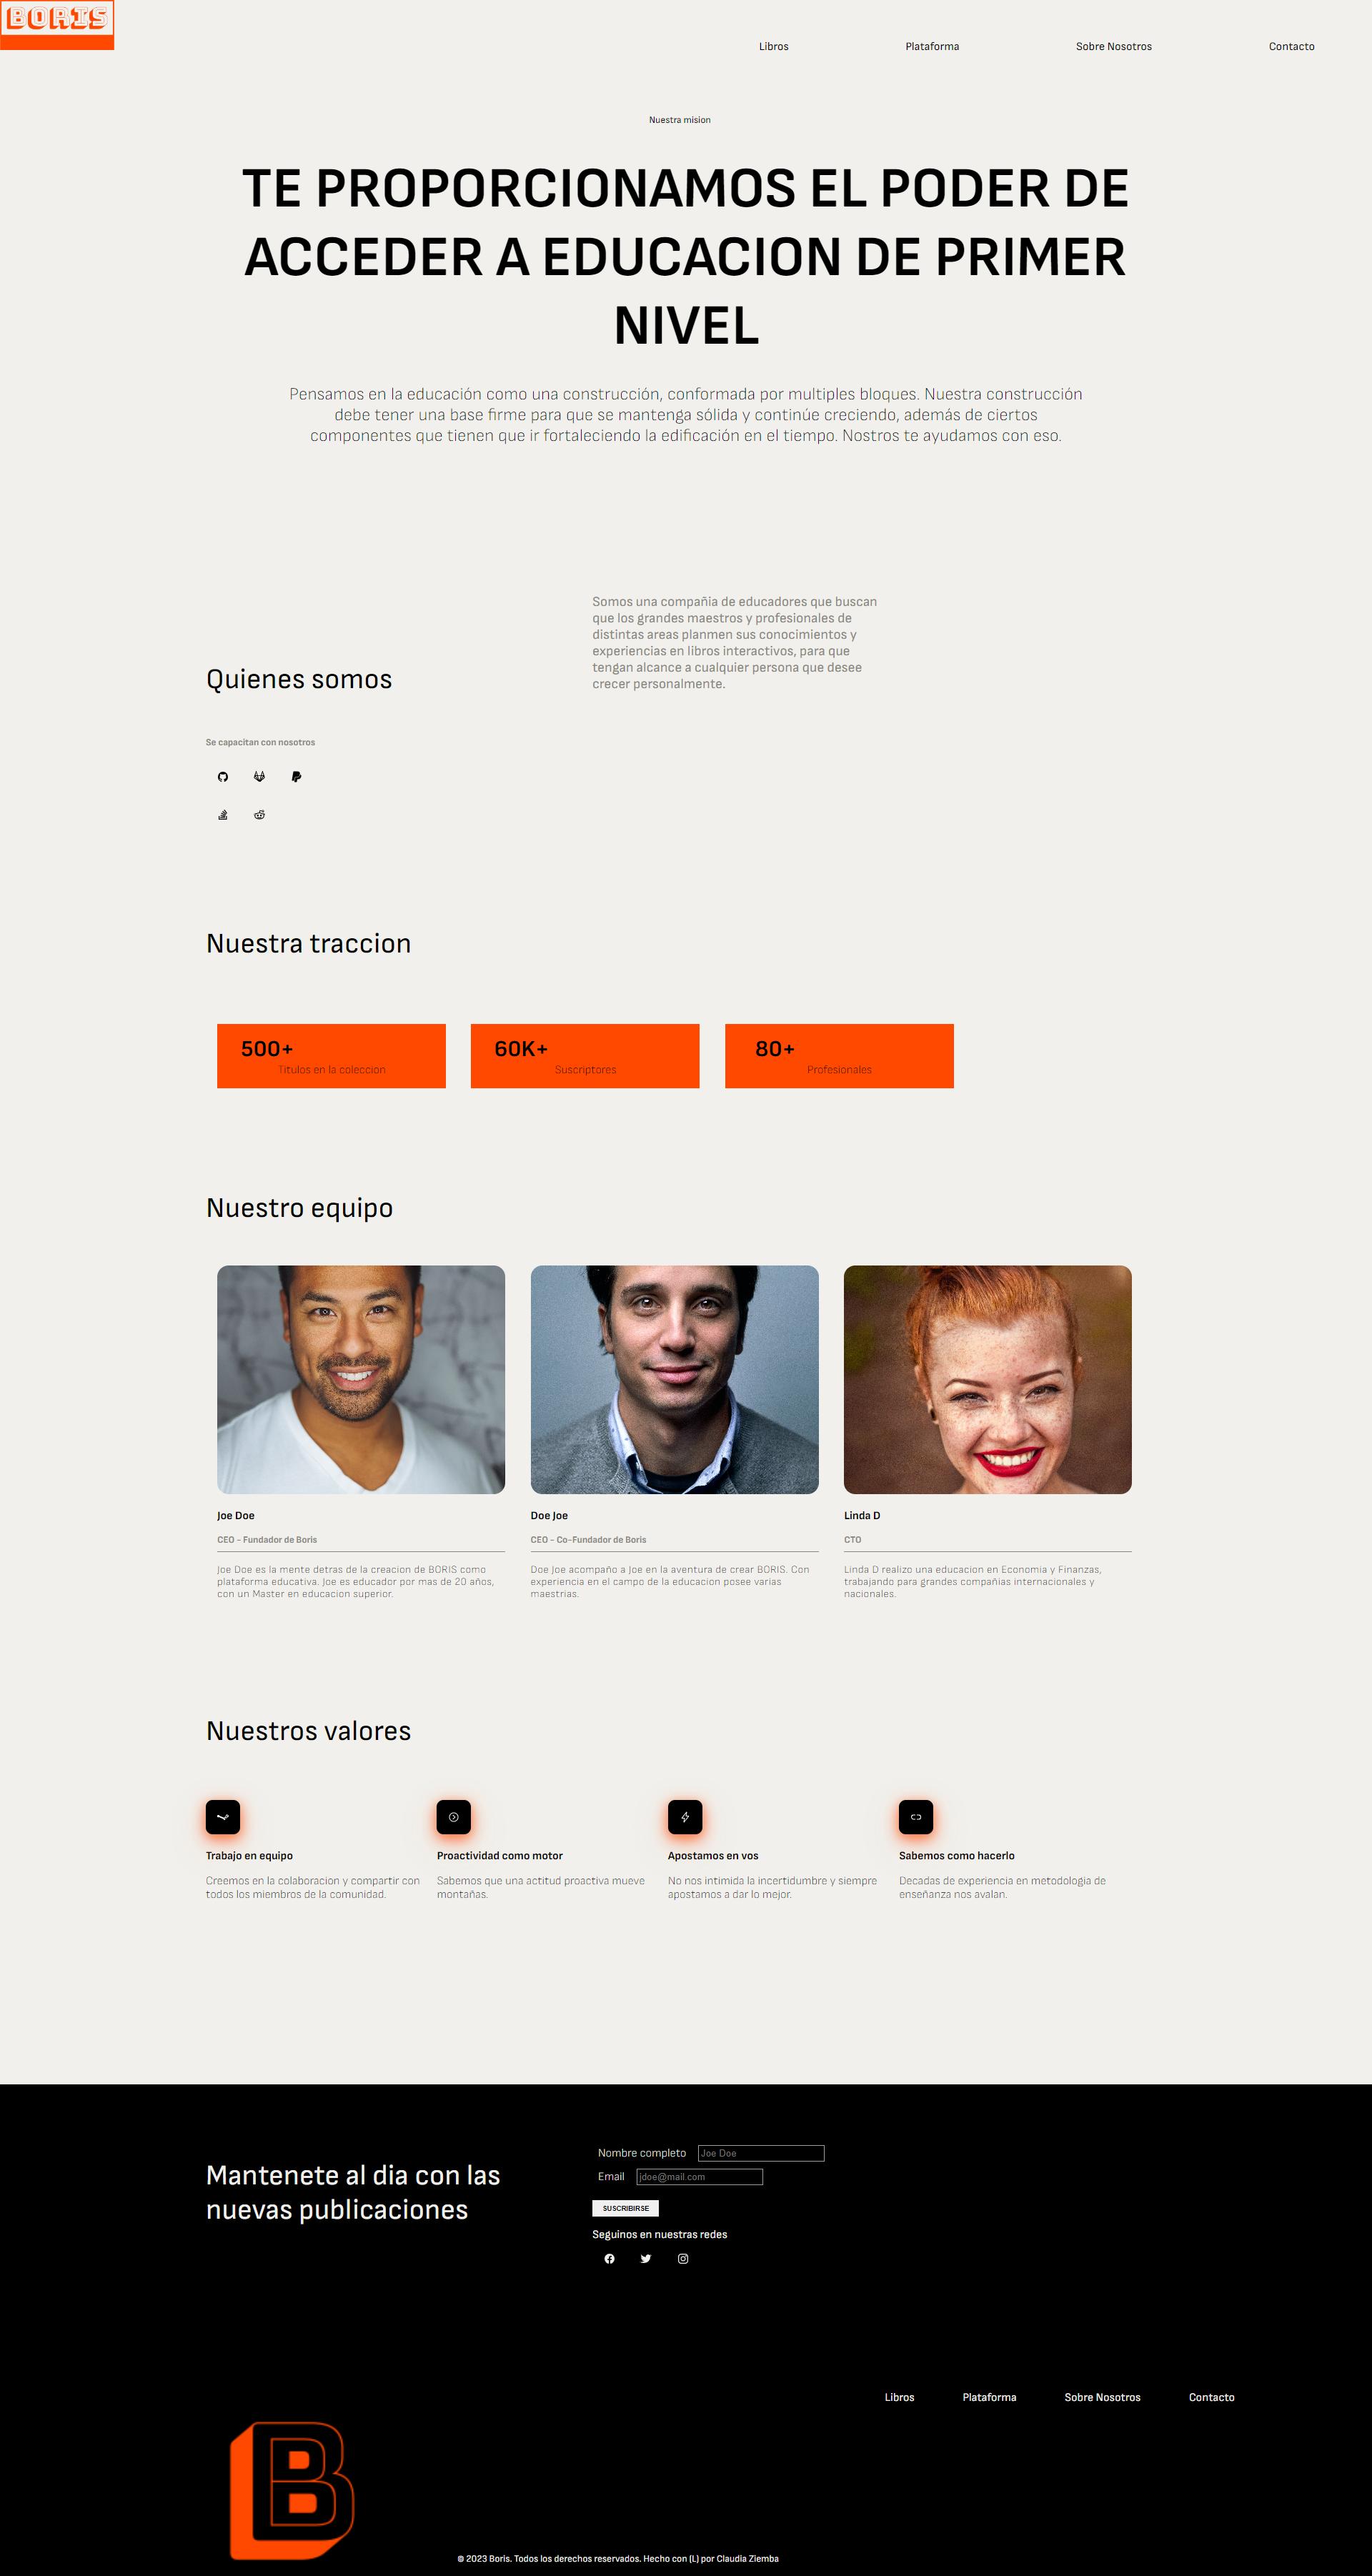 BORIS
Libros
Plataforma
Sobre Nosotros
Contacto
Nuestra mision
TE PROPORCIONAMOS EL PODER DE
ACCEDER A EDUCACION DE PRIMER
NIVEL
Pensamos en la educación como una construcción, conformada por multiples bloques. Nuestra construcción
debe tener una base firme para que se mantenga sólida y continúe creciendo, además de ciertos
componentes que tienen que ir fortaleciendo la edificación en el tiempo. Nostros te ayudamos con eso.
Quienes somos
Somos una compañia de educadores que buscan
que los grandes maestros y profesionales de
distintas areas planmen sus conocimientos y
experiencias en libros interactivos, para que
tengan alcance a cualquier persona que desee
crecer personalmente.
Se capacitan con nosotros
Nuestra traccion
500+
Titulos en la coleccion
60K+
Suscriptores
80+
Profesionales
Nuestro equipo
Joe Doe
CEO - Fundador de Boris
Joe Doe es la mente detras de la creacion de BORIS como
plataforma educativa. Joe es educador por mas de 20 años,
con un Master en educacion superior.
Doe Joe
CEO - Co-Fundador de Boris
Doe Joe acompaño a Joe en la aventura de crear BORIS. Con
experiencia en el campo de la educacion posee varias
maestrias.
Linda D
CTO
Linda D realizo una educacion en Economia y Finanzas,
trabajando para grandes compañias internacionales y
nacionales.
Nuestros valores
Trabajo en equipo
Creemos en la colaboracion y compartir con
todos los miembros de la comunidad.
Proactividad como motor
Sabemos que una actitud proactiva mueve
montañas.
Apostamos en vos
No nos intimida la incertidumbre y siempre
apostamos a dar lo mejor.
Sabemos como hacerlo
Decadas de experiencia en metodologia de
enseñanza nos avalan.
Mantenete al dia con las
nuevas publicaciones
Nombre completo
Joe Doe
Email
jdoe@mail.com
SUSCRIBIRSE
Seguinos en nuestras redes
Libros
Plataforma
Sobre Nosotros
Contacto
B
© 2023 Boris. Todos los derechos reservados. Hecho con (L) por Claudia Ziemba